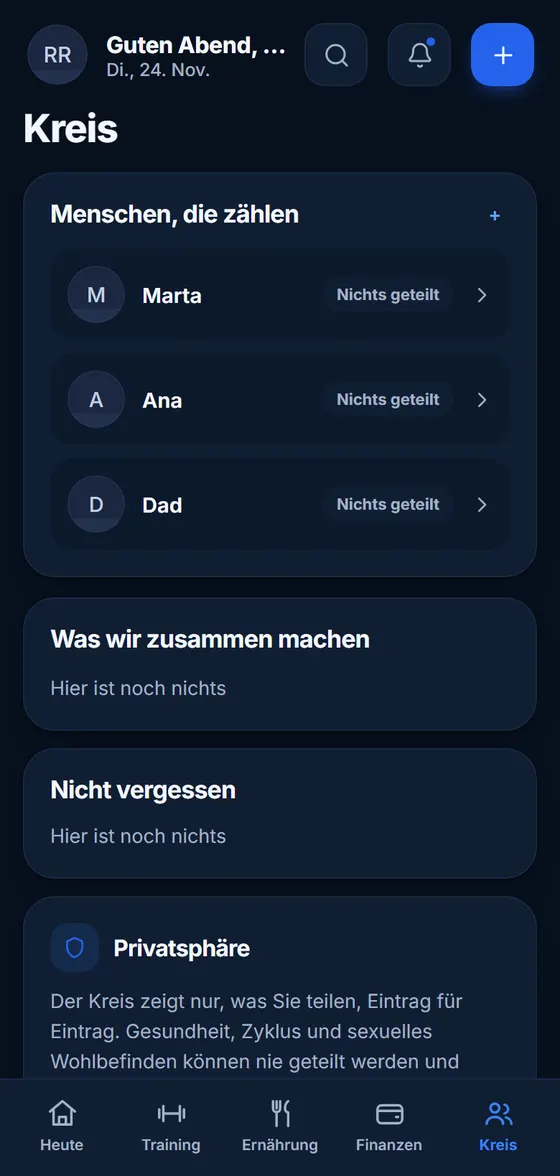 RR
Guten Abend, ...
Di., 24. Nov.
Kreis
Menschen, die zählen
+
M
Marta
Nichts geteilt
A
Ana
Nichts geteilt
D
Dad
Nichts geteilt
Was wir zusammen machen
Hier ist noch nichts
Nicht vergessen
Hier ist noch nichts
Privatsphäre
Der Kreis zeigt nur, was Sie teilen, Eintrag für
Eintrag. Gesundheit, Zyklus und sexuelles
Wohlbefinden können nie geteilt werden und
Heute
Training
Ernährung
Finanzen
Kreis